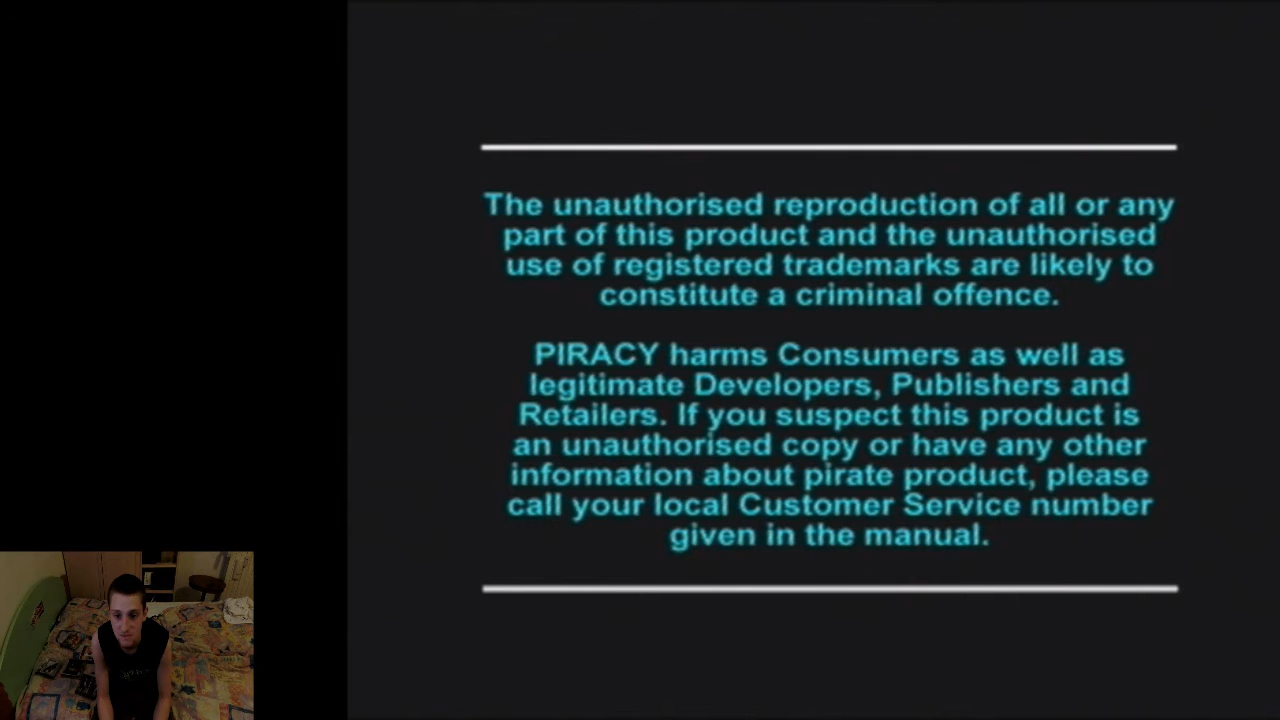 The unauthorised reproduction of all or any
part of this product and the unauthorised
use of registered trademarks are likely to
constitute a criminal offence.
PIRACY harms Consumers as well as
legitimate Developers, Publishers and
Retailers. If you suspect this product is
an unauthorised copy or have any other
information about pirate product, please
call your local Customer Service number
given in the manual.